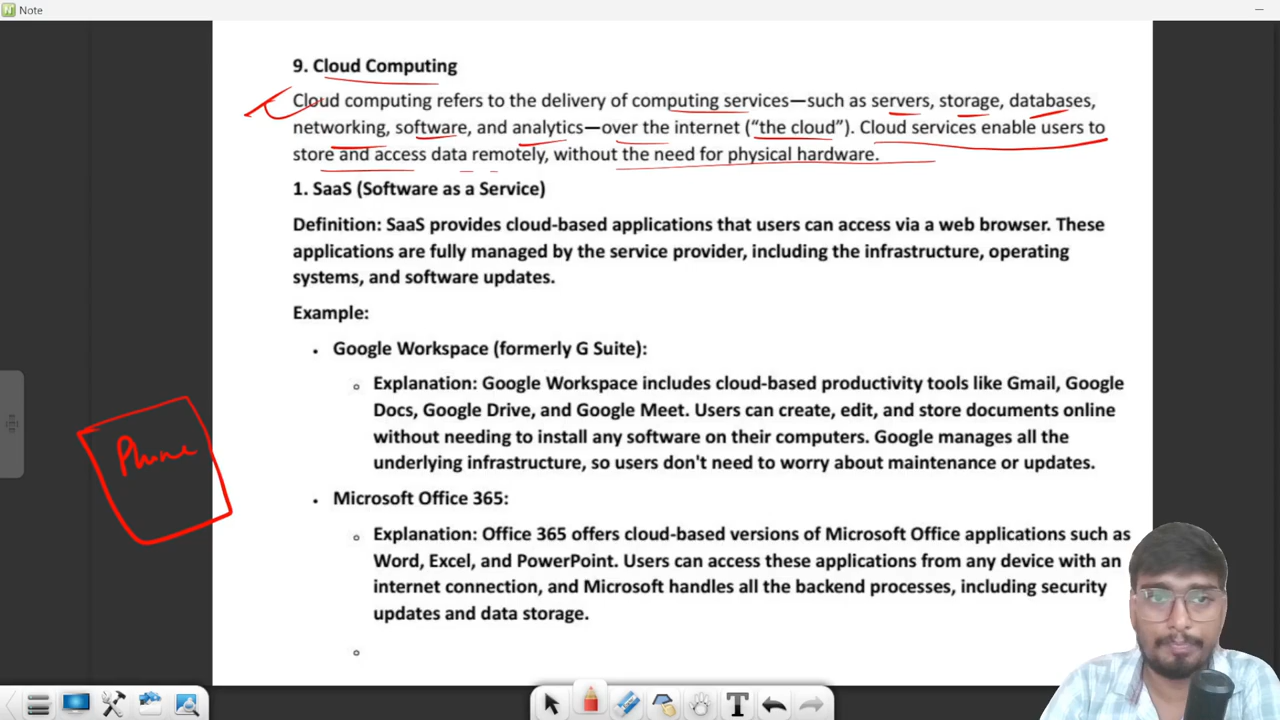 Note
9. Cloud Computing
Cloud computing refers to the delivery of computing services—such as servers, storage, databases,
networking, software, and analytics—over the internet (“the cloud”). Cloud services enable users to
store and access data remotely, without the need for physical hardware.
1. SaaS (Software as a Service)
Definition: SaaS provides cloud-based applications that users can access via a web browser. These
applications are fully managed by the service provider, including the infrastructure, operating
systems, and software updates.
Example:
• Google Workspace (formerly G Suite):
◦ Explanation: Google Workspace includes cloud-based productivity tools like Gmail, Google
Docs, Google Drive, and Google Meet. Users can create, edit, and store documents online
without needing to install any software on their computers. Google manages all the
underlying infrastructure, so users don't need to worry about maintenance or updates.
Phone
• Microsoft Office 365:
◦ Explanation: Office 365 offers cloud-based versions of Microsoft Office applications such as
Word, Excel, and PowerPoint. Users can access these applications from any device with an
internet connection, and Microsoft handles all the backend processes, including security
updates and data storage.
◦
T